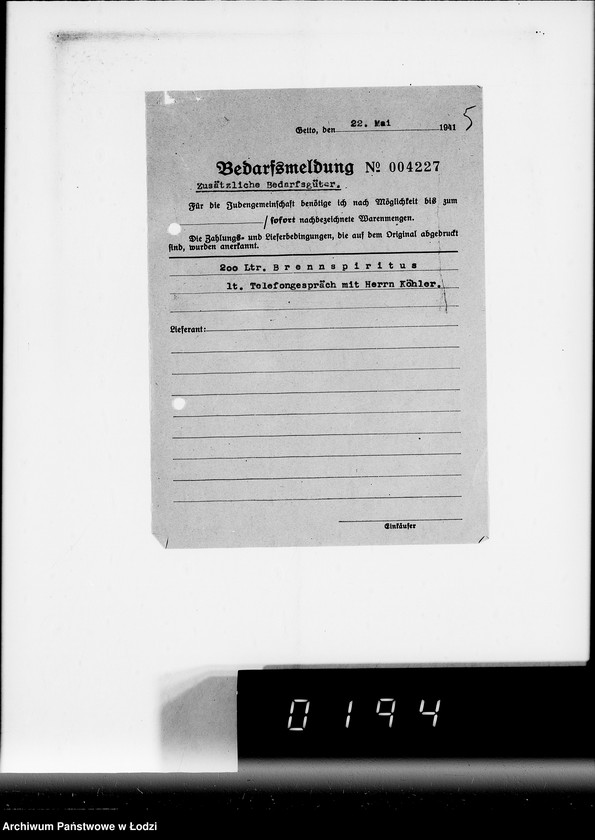 5
Getto, den 22. Mai 1941
Bedarfsmeldung № 004227
Zusätzliche Bedarfsgüter.
Für die Judengemeinschaft benötige ich nach Möglichkeit bis zum
/ sofort nachbezeichnete Warenmengen.
Die Zahlungs- und Lieferbedingungen, die auf dem Original abgedruckt
sind, wurden anerkannt.
2oo Ltr. B r e n n s p i r i t u s
lt. Telefongespräch mit Herrn Köhler.
Lieferant:
Einkäufer
0194
Archiwum Państwowe w Łodzi